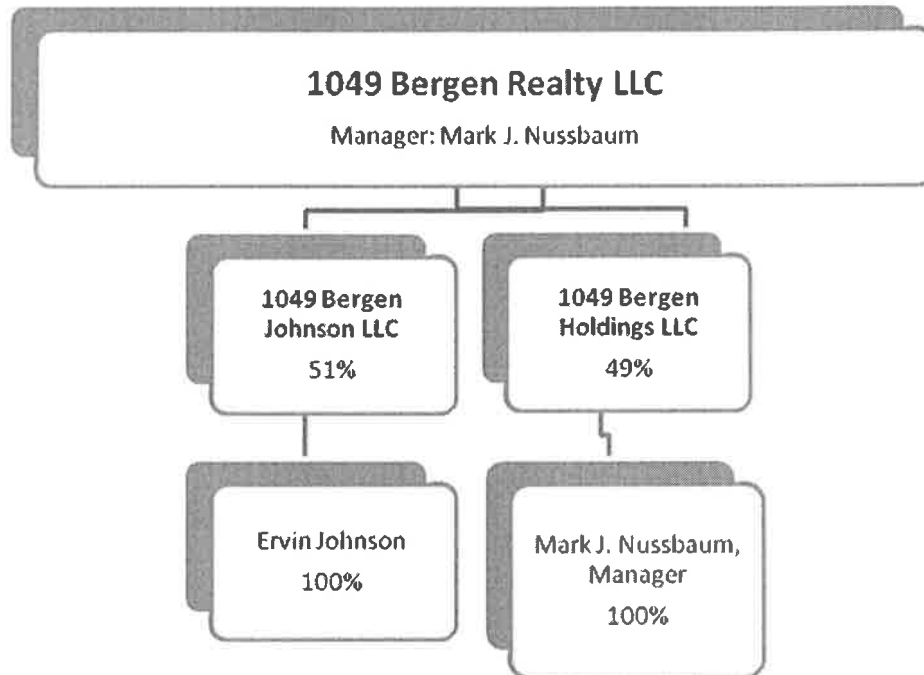 1049 Bergen Realty LLC
Manager: Mark J. Nussbaum
1049 Bergen
Johnson LLC
51%
1049 Bergen
Holdings LLC
49%
Ervin Johnson
100%
Mark J. Nussbaum,
Manager
100%